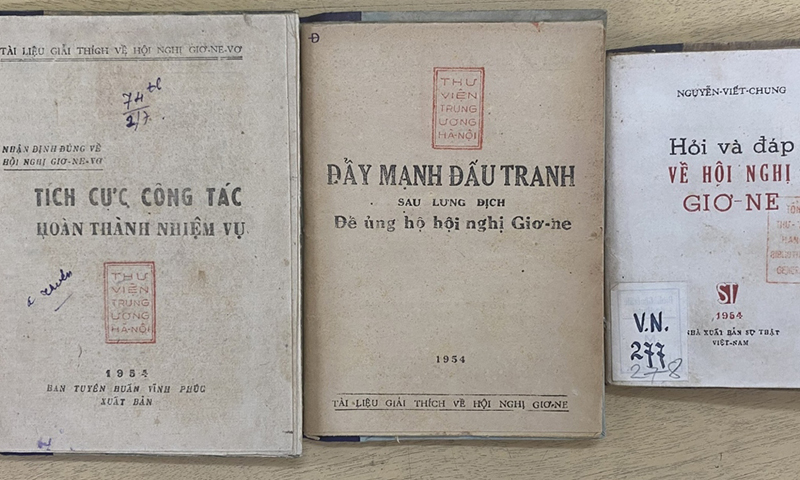 TÀI LIỆU GIẢI THÍCH VỀ HỘI NGHỊ GIƠ-NE-VƠ
74
2/7
NHẬN ĐỊNH ĐÚNG VỀ
HỘI NGHỊ GIƠ-NE-VƠ
TÍCH CỰC CÔNG TÁC
HOÀN THÀNH NHIỆM VỤ
THƯ
VIỆN
TRUNG
ƯƠNG
HÀ-NỘI
1954
BAN TUYÊN HUẤN VĨNH PHÚC
XUẤT BẢN
Đ
THƯ
VIỆN
TRUNG
ƯƠNG
HÀ-NỘI
ĐẨY MẠNH ĐẤU TRANH
SAU LƯNG ĐỊCH
Để ủng hộ hội nghị Giơ-ne
1954
TÀI LIỆU GIẢI THÍCH VỀ HỘI NGHỊ GIƠ-NE
NGUYỄN-VIẾT-CHUNG
Hỏi và đáp
VỀ HỘI NGHỊ
GIƠ-NE
ST
1954
NHÀ XUẤT BẢN SỰ THẬT
VIỆT-NAM
V.N.
277
278